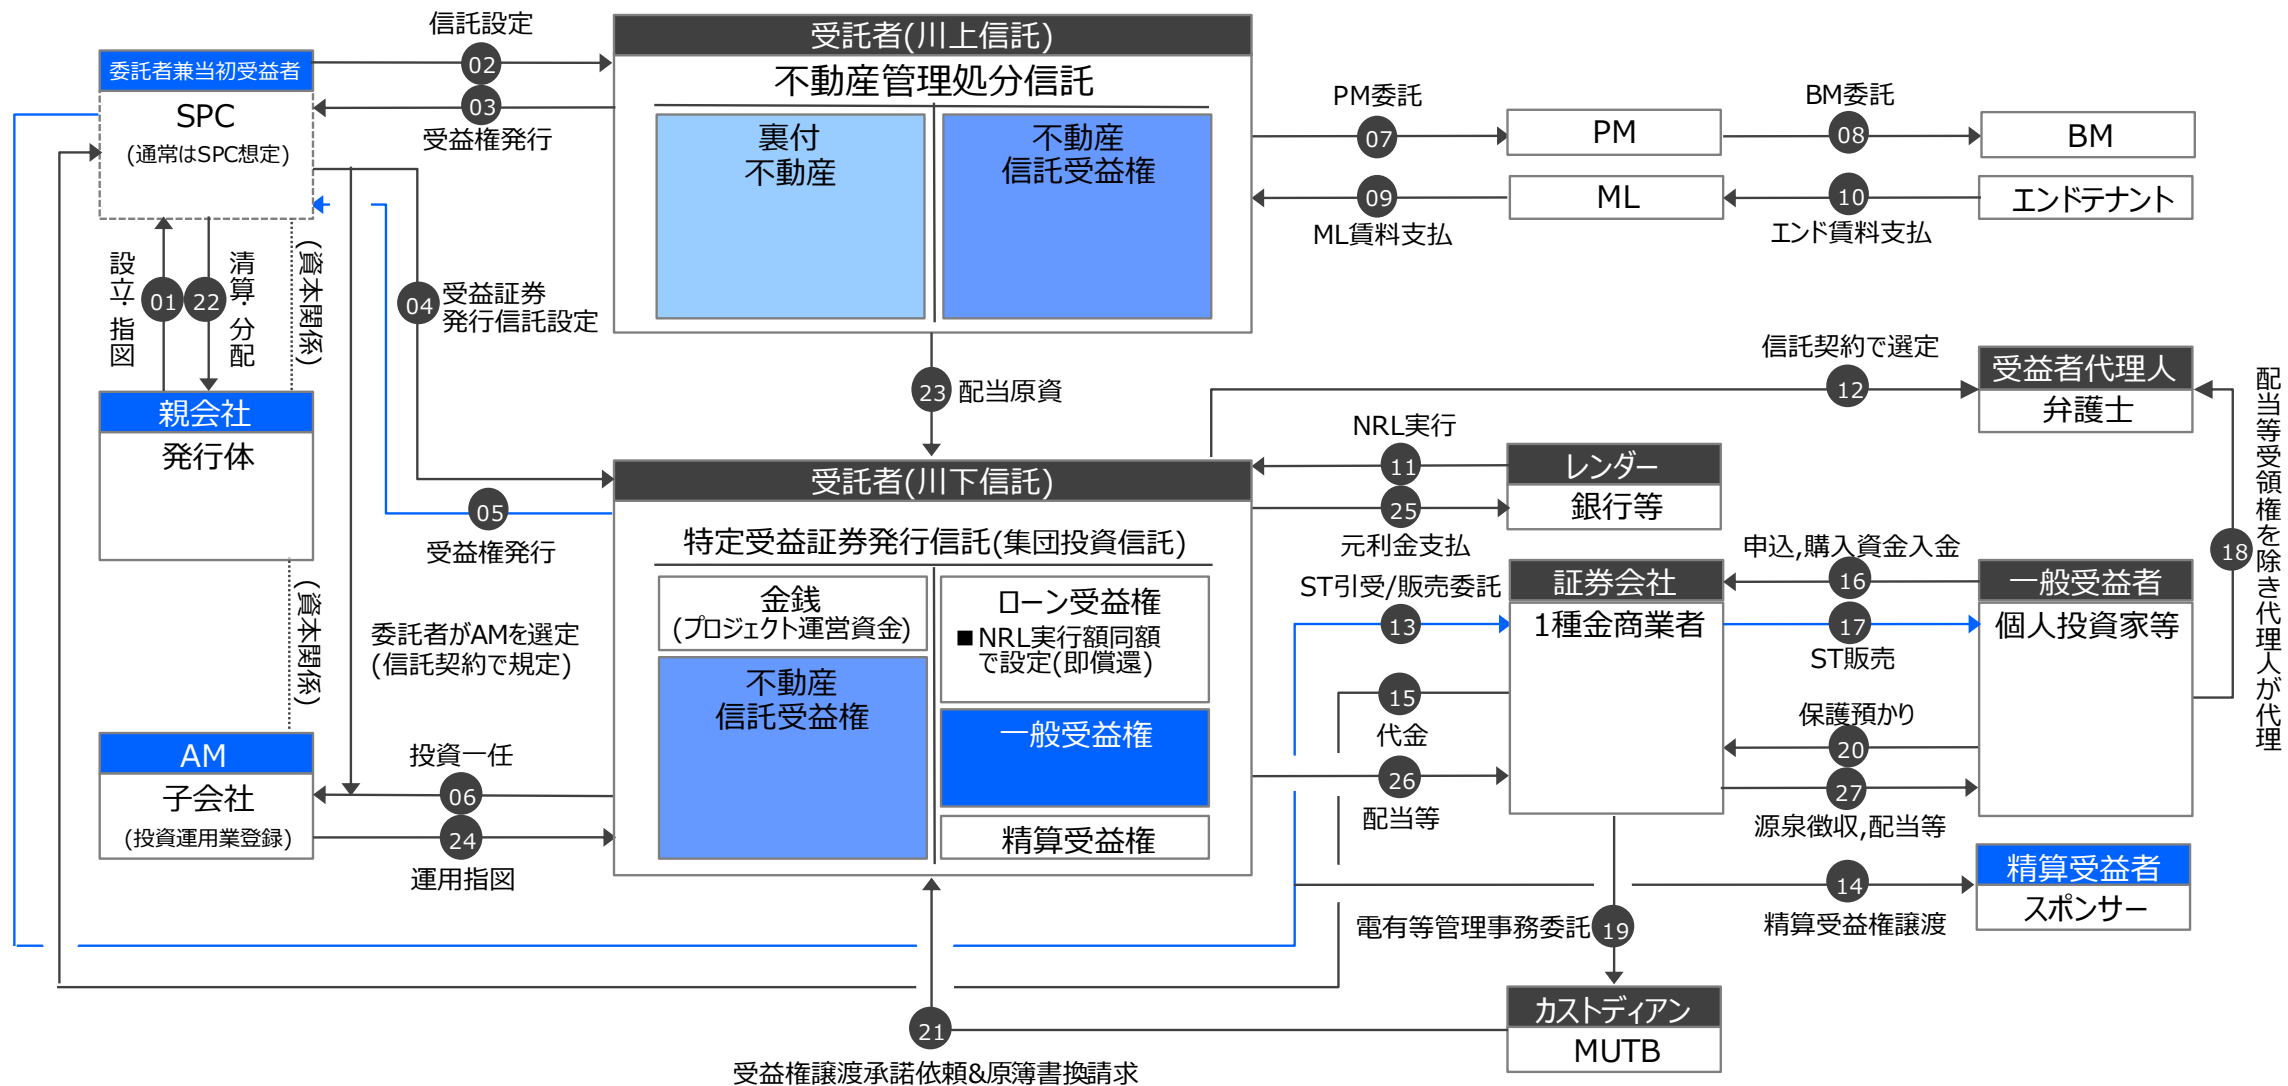 信託設定
02
03
受益権発行
委託者兼当初受益者
SPC
(通常はSPC想定)
受託者(川上信託)
不動産管理処分信託
裏付
不動産
不動産
信託受益権
PM委託
07
PM
BM委託
08
BM
09
ML賃料支払
ML
10
エンド賃料支払
エンドテナント
設立・指図
01
22
清算・分配
(資本関係)
04
受益証券
発行信託設定
23
配当原資
親会社
発行体
信託契約で選定
12
受益者代理人
弁護士
配当等受領権を除き代理人が代理
18
NRL実行
11
25
元利金支払
レンダー
銀行等
05
受益権発行
受託者(川下信託)
特定受益証券発行信託(集団投資信託)
金銭
(プロジェクト運営資金)
不動産
信託受益権
ローン受益権
■NRL実行額同額
で設定(即償還)
一般受益権
精算受益権
(資本関係)
委託者がAMを選定
(信託契約で規定)
AM
子会社
(投資運用業登録)
投資一任
06
24
運用指図
ST引受/販売委託
13
15
代金
26
配当等
証券会社
1種金商業者
申込,購入資金入金
16
17
ST販売
保護預かり
20
27
源泉徴収,配当等
一般受益者
個人投資家等
14
精算受益権譲渡
精算受益者
スポンサー
電有等管理事務委託
19
カストディアン
MUTB
21
受益権譲渡承諾依頼&原簿書換請求